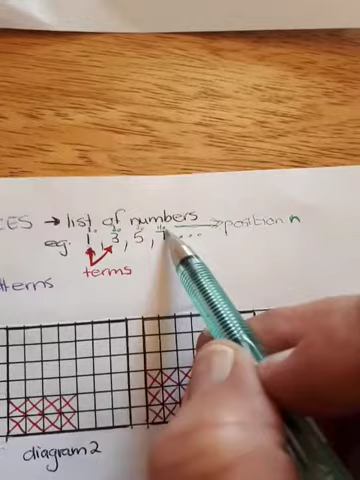 CES → list of numbers
eg. 1, 3, 5, 7 ... → position n
terms
tterns
diagram 2